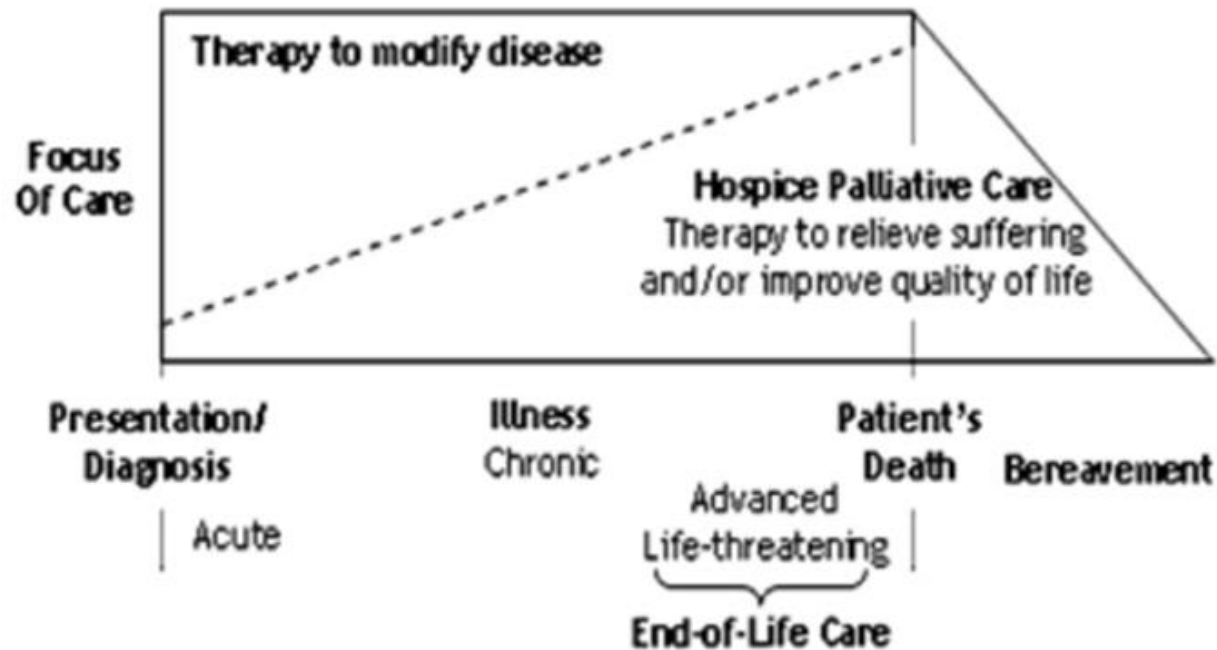 Therapy to modify disease
Focus
Of Care
Hospice Palliative Care
Therapy to relieve suffering
and/or improve quality of life
Presentation/
Diagnosis
Acute
Illness
Chronic
Patient's
Death
Bereavement
Advanced
Life-threatening
End-of-Life Care